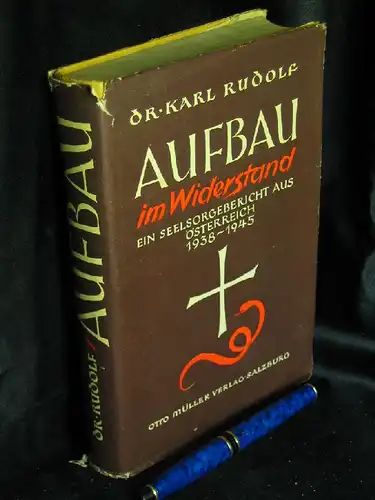 DR·KARL RUDOLF
AUFBAU
im Widerstand
EIN SEELSORGEBERICHT AUS
ÖSTERREICH
1938-1945
OTTO MÜLLER VERLAG·SALZBURG
DR·RUDOLF/AUFBAU